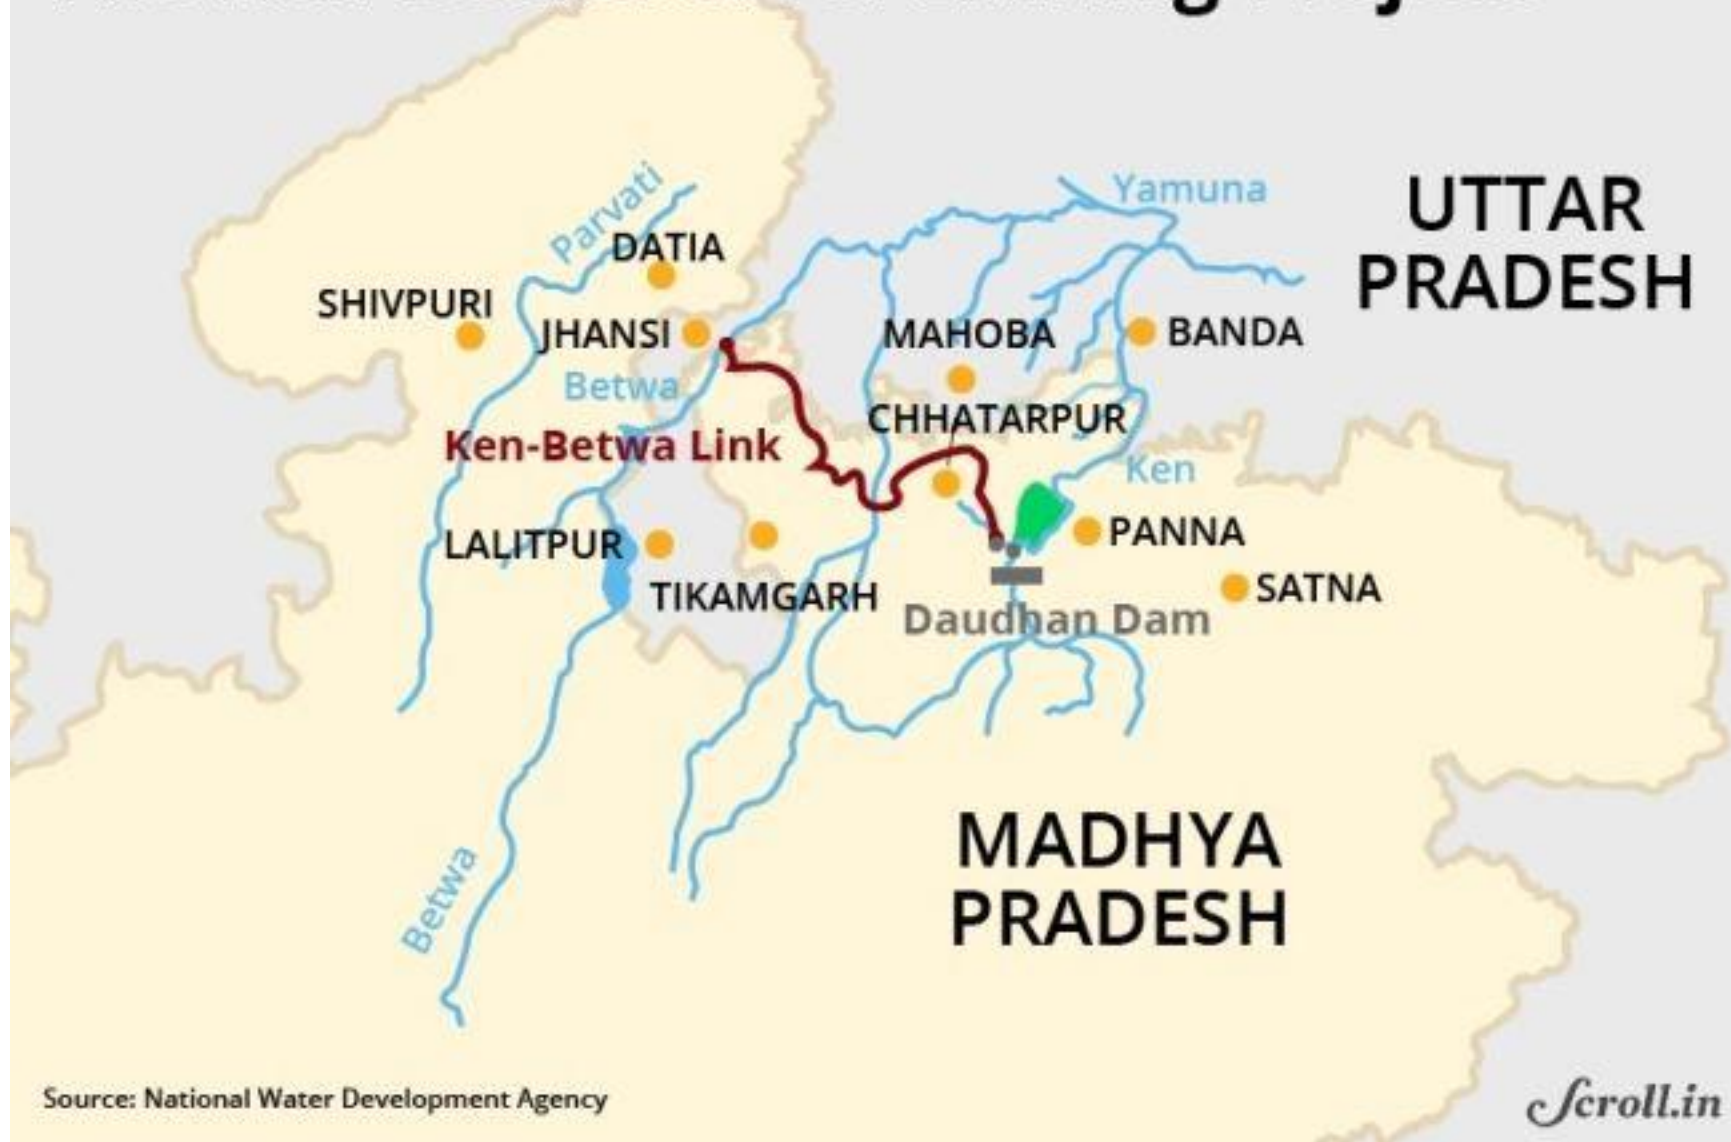 Yamuna
UTTAR
PRADESH
Parvati
DATIA
SHIVPURI
JHANSI
MAHOBA
BANDA
Betwa
CHHATARPUR
Ken-Betwa Link
Ken
LALITPUR
PANNA
TIKAMGARH
SATNA
Daudhan Dam
MADHYA
PRADESH
Betwa
Source: National Water Development Agency
Scroll.in